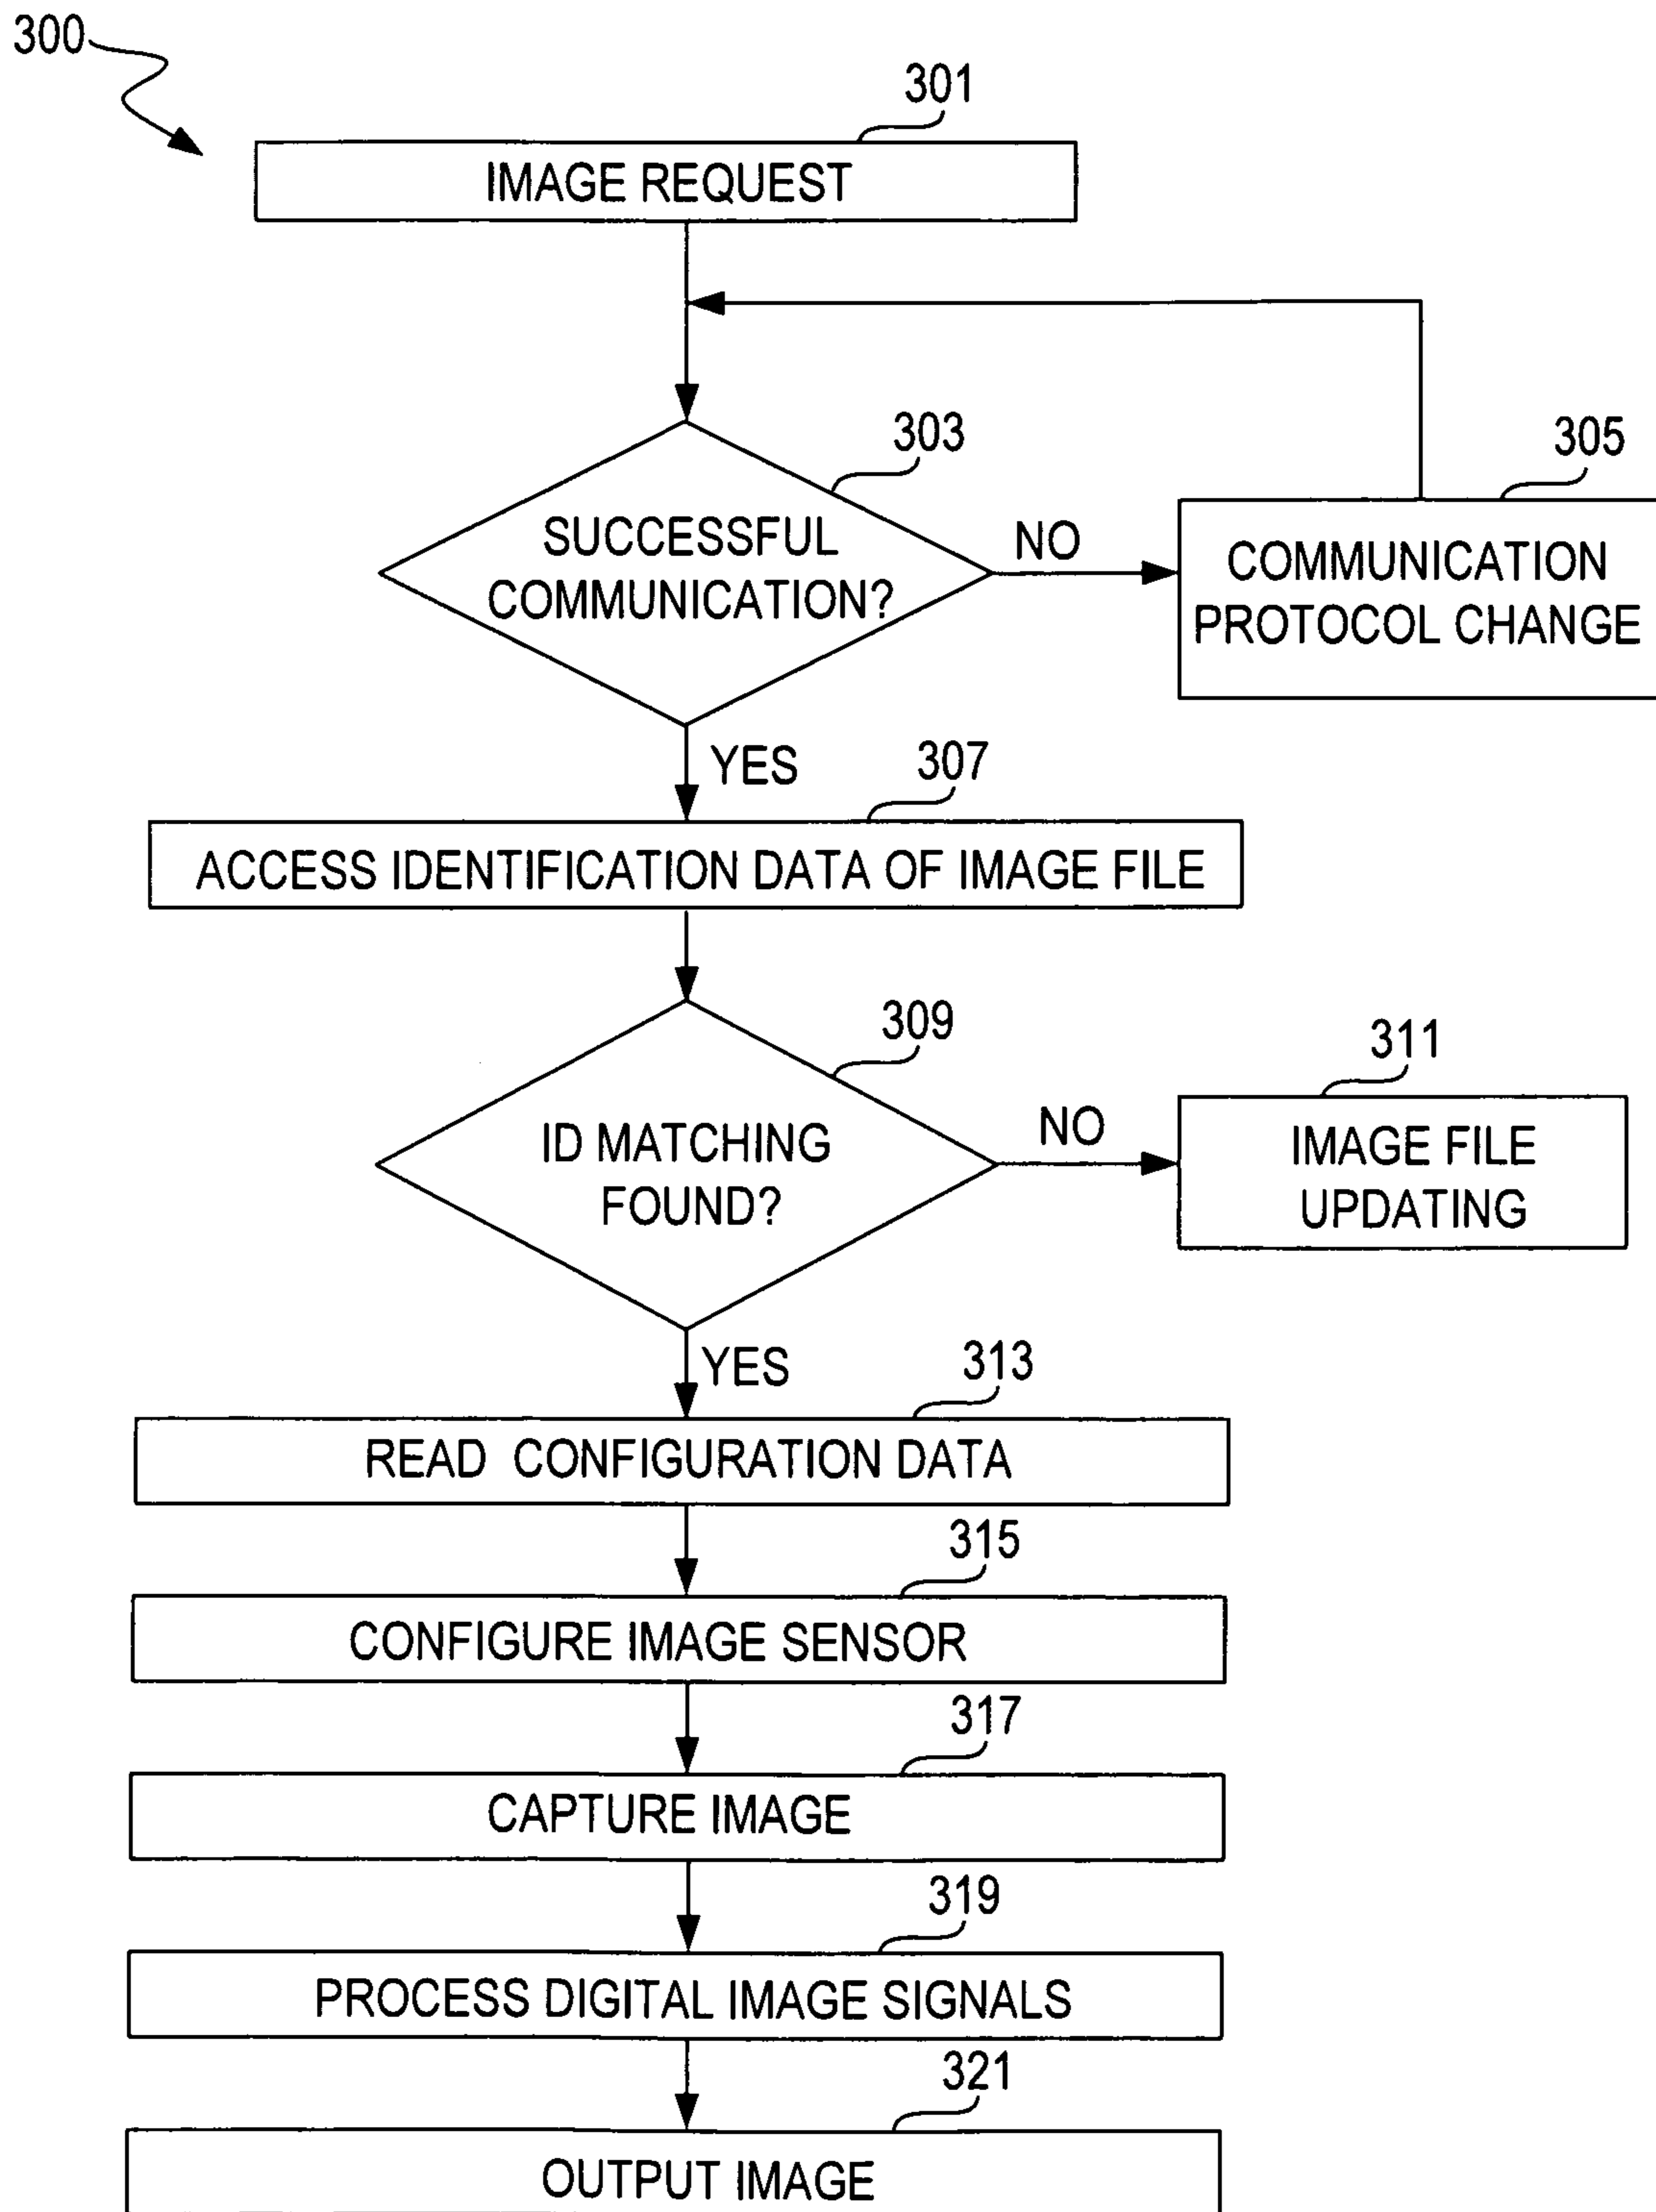 300
301
IMAGE REQUEST
303
SUCCESSFUL
COMMUNICATION?
NO
305
COMMUNICATION
PROTOCOL CHANGE
YES
307
ACCESS IDENTIFICATION DATA OF IMAGE FILE
309
ID MATCHING
FOUND?
NO
311
IMAGE FILE
UPDATING
YES
313
READ CONFIGURATION DATA
315
CONFIGURE IMAGE SENSOR
317
CAPTURE IMAGE
319
PROCESS DIGITAL IMAGE SIGNALS
321
OUTPUT IMAGE